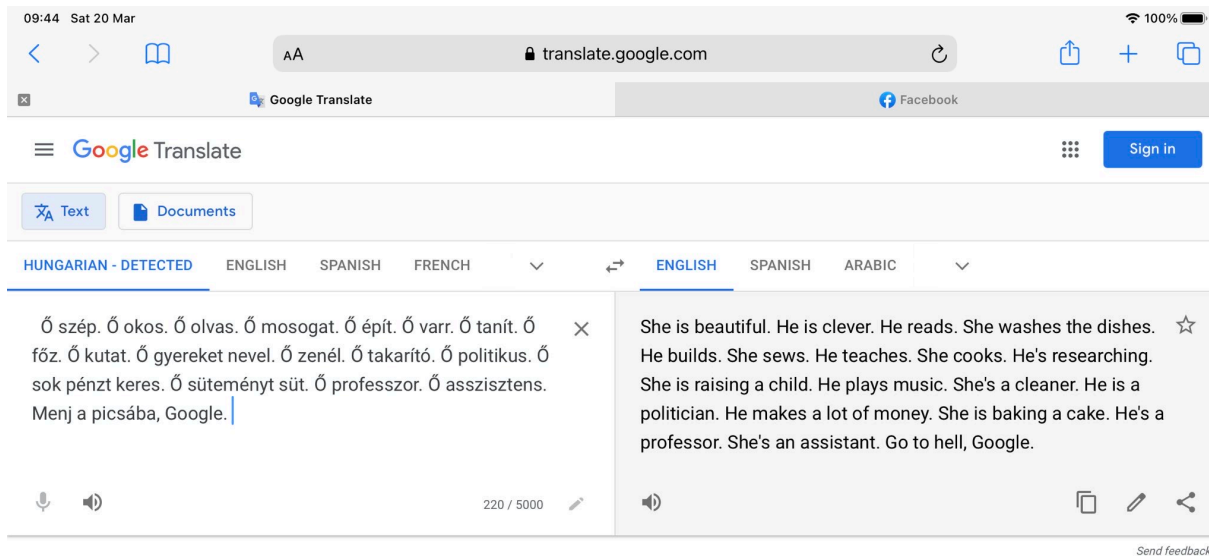 09:44 Sat 20 Mar 100%
AA translate.google.com
Google Translate Facebook
Google Translate Sign in
Text Documents
HUNGARIAN - DETECTED ENGLISH SPANISH FRENCH ENGLISH SPANISH ARABIC
Ő szép. Ő okos. Ő olvas. Ő mosogat. Ő épít. Ő varr. Ő tanít. Ő
főz. Ő kutat. Ő gyereket nevel. Ő zenél. Ő takarító. Ő politikus. Ő
sok pénzt keres. Ő süteményt süt. Ő professzor. Ő asszisztens.
Menj a picsába, Google.
220 / 5000
She is beautiful. He is clever. He reads. She washes the dishes.
He builds. She sews. He teaches. She cooks. He's researching.
She is raising a child. He plays music. She's a cleaner. He is a
politician. He makes a lot of money. She is baking a cake. He's a
professor. She's an assistant. Go to hell, Google.
Send feedback